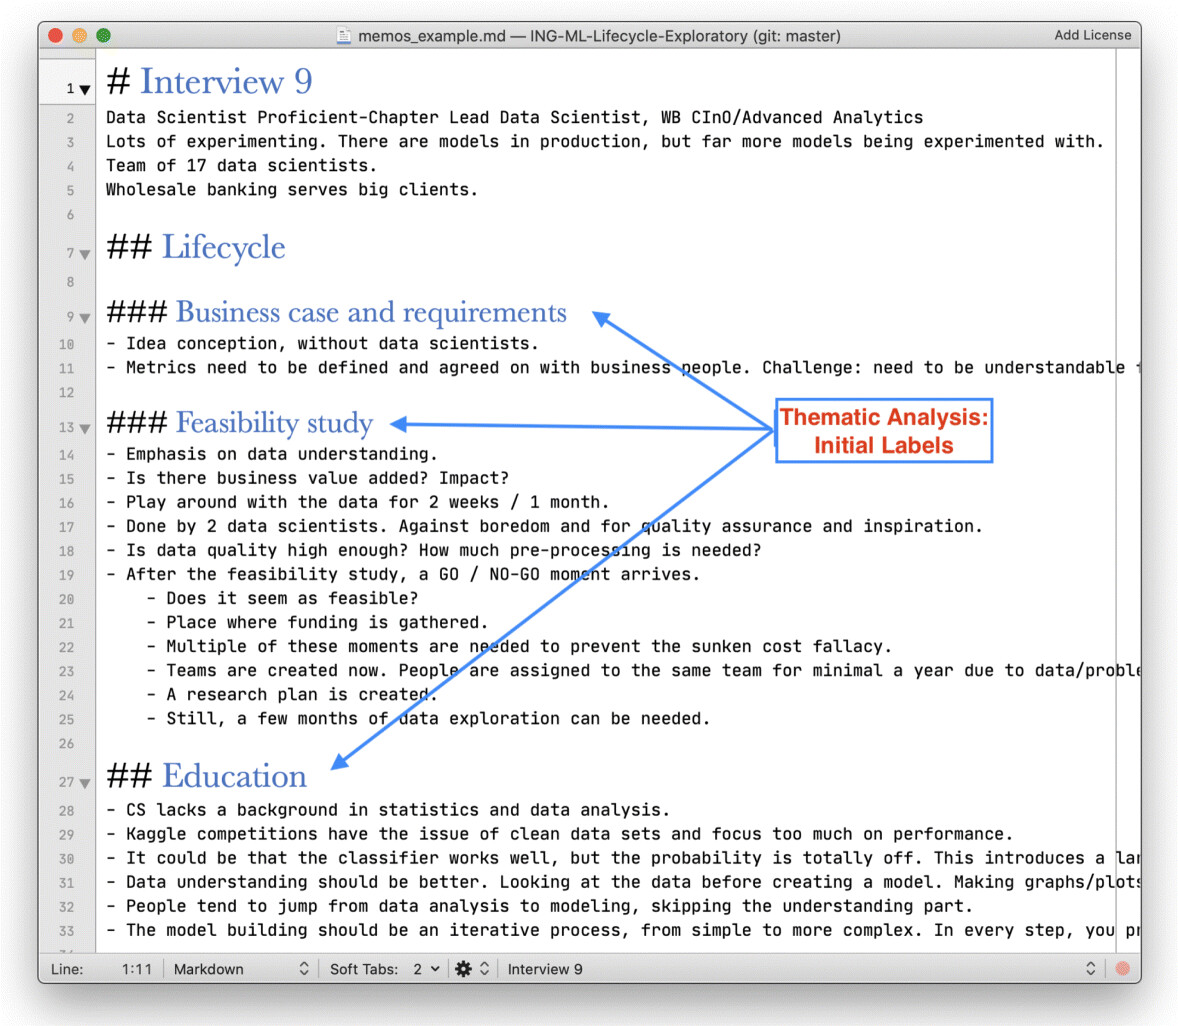 memos_example.md — ING-ML-Lifecycle-Exploratory (git: master)
Add License
1 # Interview 9
2 Data Scientist Proficient-Chapter Lead Data Scientist, WB CInO/Advanced Analytics
3 Lots of experimenting. There are models in production, but far more models being experimented with.
4 Team of 17 data scientists.
5 Wholesale banking serves big clients.
6
7 ## Lifecycle
8
9 ### Business case and requirements
10 - Idea conception, without data scientists.
11 - Metrics need to be defined and agreed on with business people. Challenge: need to be understandable
12
Thematic Analysis:
Initial Labels
13 ### Feasibility study
14 - Emphasis on data understanding.
15 - Is there business value added? Impact?
16 - Play around with the data for 2 weeks / 1 month.
17 - Done by 2 data scientists. Against boredom and for quality assurance and inspiration.
18 - Is data quality high enough? How much pre-processing is needed?
19 - After the feasibility study, a GO / NO-GO moment arrives.
20 - Does it seem as feasible?
21 - Place where funding is gathered.
22 - Multiple of these moments are needed to prevent the sunken cost fallacy.
23 - Teams are created now. People are assigned to the same team for minimal a year due to data/proble
24 - A research plan is created.
25 - Still, a few months of data exploration can be needed.
26
27 ## Education
28 - CS lacks a background in statistics and data analysis.
29 - Kaggle competitions have the issue of clean data sets and focus too much on performance.
30 - It could be that the classifier works well, but the probability is totally off. This introduces a lar
31 - Data understanding should be better. Looking at the data before creating a model. Making graphs/plots
32 - People tend to jump from data analysis to modeling, skipping the understanding part.
33 - The model building should be an iterative process, from simple to more complex. In every step, you pr
Line: 1:11 Markdown Soft Tabs: 2 Interview 9